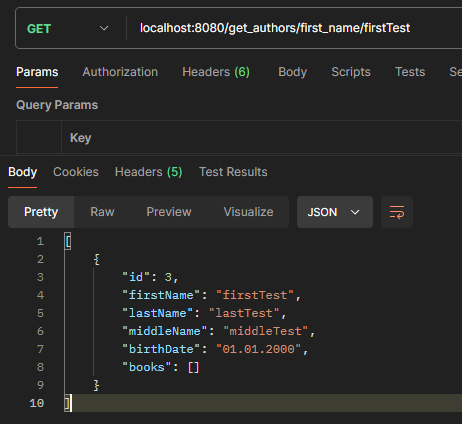 GET localhost:8080/get_authors/first_name/firstTest
Params Authorization Headers (6) Body Scripts Tests Se
Query Params
Key
Body Cookies Headers (5) Test Results
Pretty Raw Preview Visualize JSON
1 [
2 {
3 "id": 3,
4 "firstName": "firstTest",
5 "lastName": "lastTest",
6 "middleName": "middleTest",
7 "birthDate": "01.01.2000",
8 "books": []
9 }
10 ]